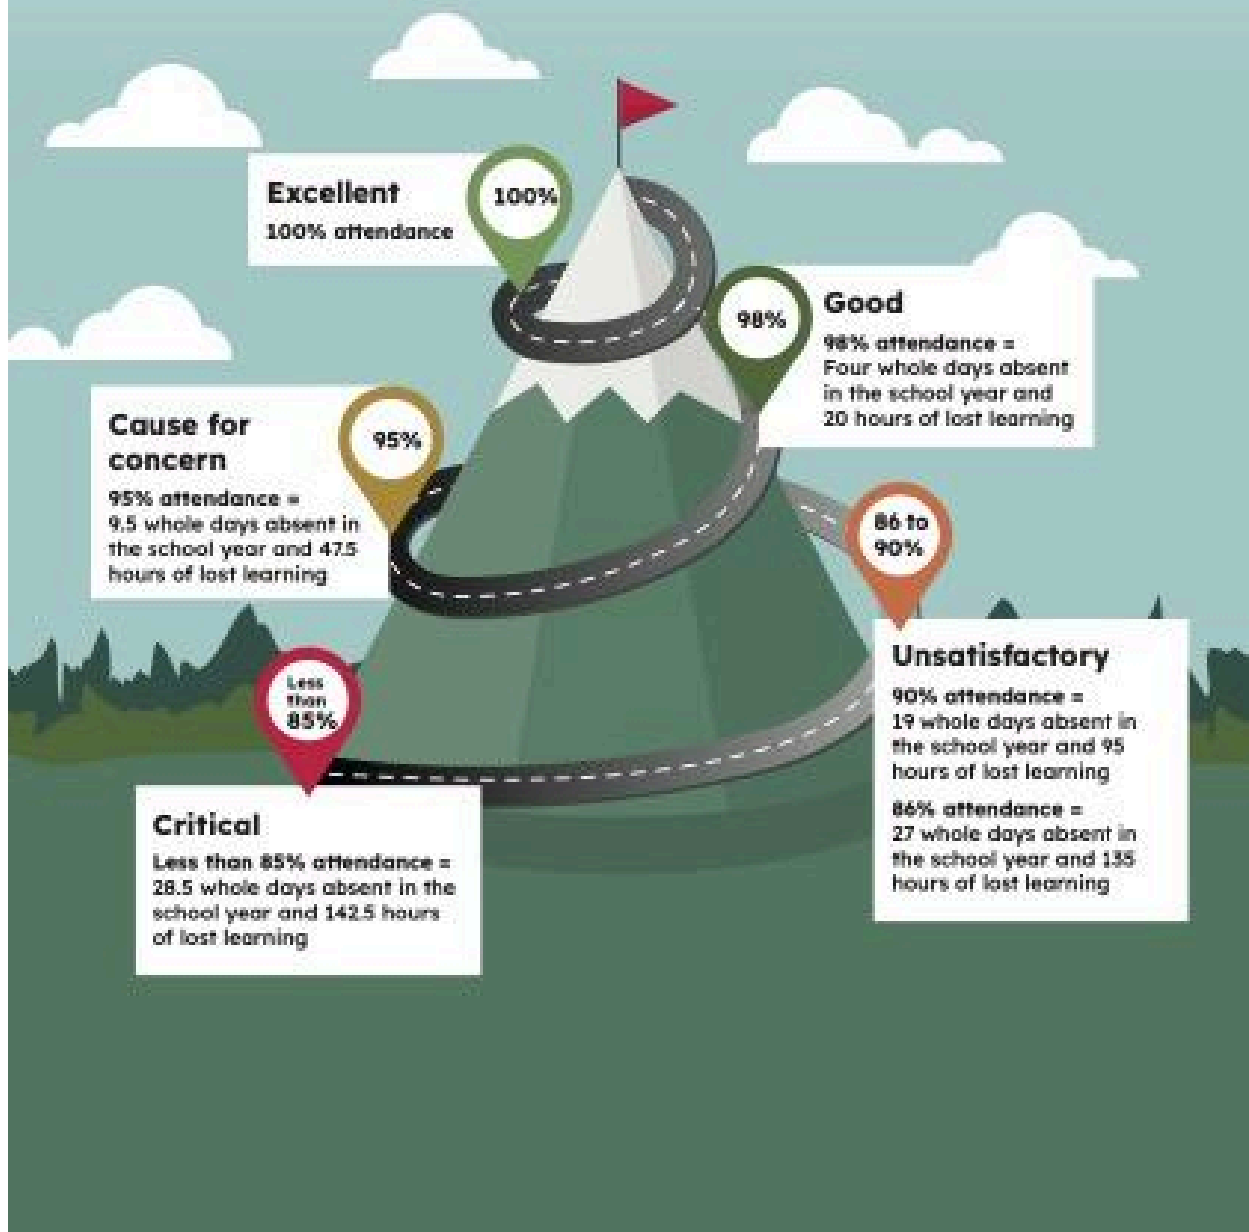 Excellent
100% attendance
100%
98%
Good
98% attendance =
Four whole days absent
in the school year and
20 hours of lost learning
Cause for
concern
95% attendance =
9.5 whole days absent in
the school year and 47.5
hours of lost learning
95%
86 to
90%
Unsatisfactory
90% attendance =
19 whole days absent in
the school year and 95
hours of lost learning
86% attendance =
27 whole days absent in
the school year and 135
hours of lost learning
Less
than
85%
Critical
Less than 85% attendance =
28.5 whole days absent in the
school year and 142.5 hours
of lost learning